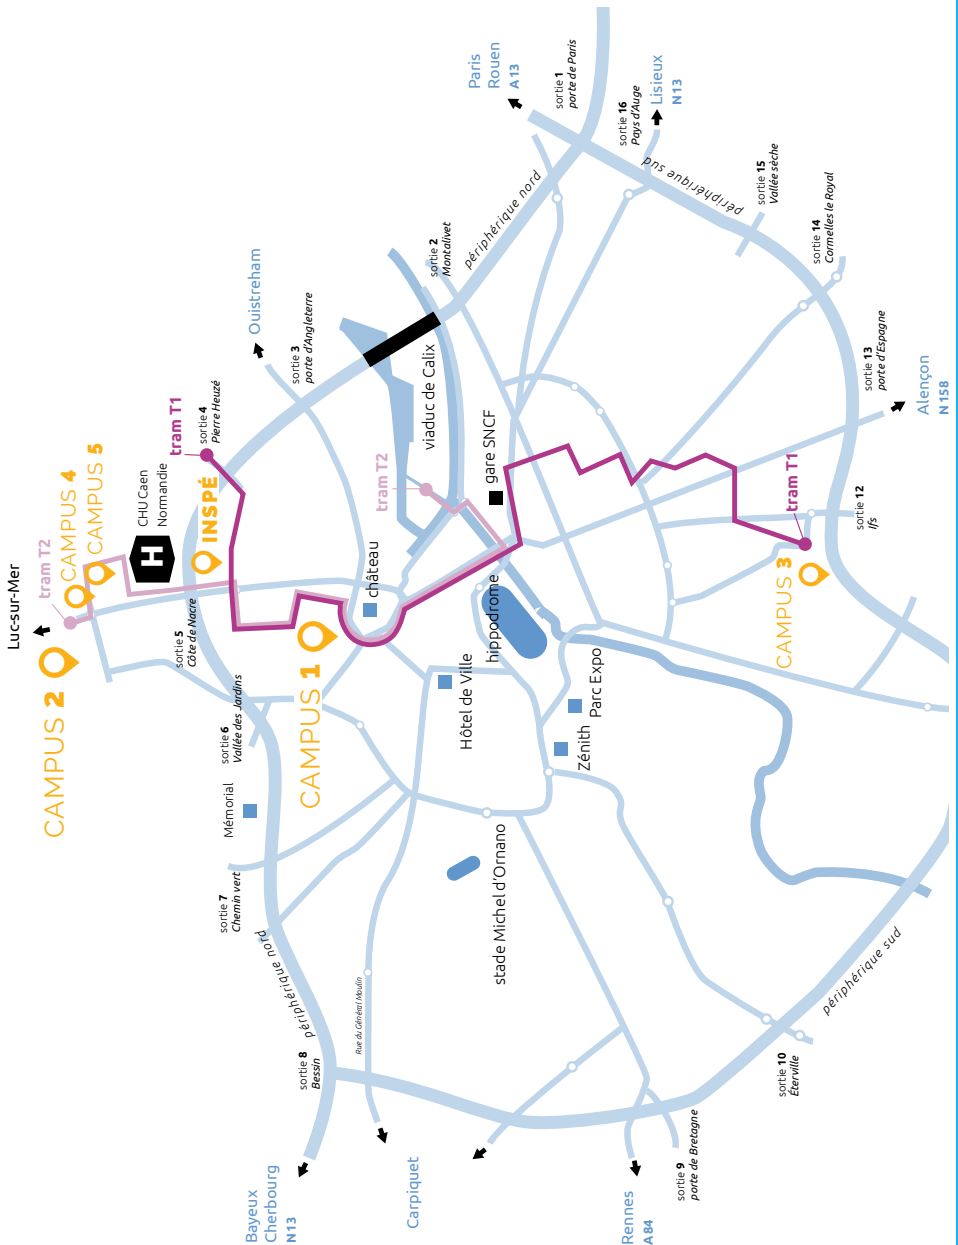 Luc-sur-Mer
tram T2
CAMPUS 2
CAMPUS 4
CAMPUS 5
CHU Caen
Normandie
H
INSPÉ
tram T1
sortie 4
Pierre Heuzé
Ouistreham
sortie 3
porte d'Angleterre
sortie 5
Côte de Nacre
sortie 6
Vallée des Jardins
Mémorial
sortie 7
Chemin vert
périphérique nord
sortie 8
Bessin
Bayeux
Cherbourg
N13
Rue du Général Moulin
Carpiquet
CAMPUS 1
château
Hôtel de Ville
hippodrome
tram T2
viaduc de Calix
gare SNCF
sortie 2
Montalivet
périphérique nord
Paris
Rouen
A13
sortie 1
porte de Paris
sortie 16
Pays d'Auge
Lisieux
N13
périphérique sud
sortie 15
Vallée sèche
sortie 14
Cormelles le Royal
sortie 13
porte d'Espagne
Alençon
N158
tram T1
sortie 12
Ifs
CAMPUS 3
Parc Expo
Zénith
stade Michel d'Ornano
périphérique sud
sortie 10
Éterville
sortie 9
porte de Bretagne
Rennes
A84